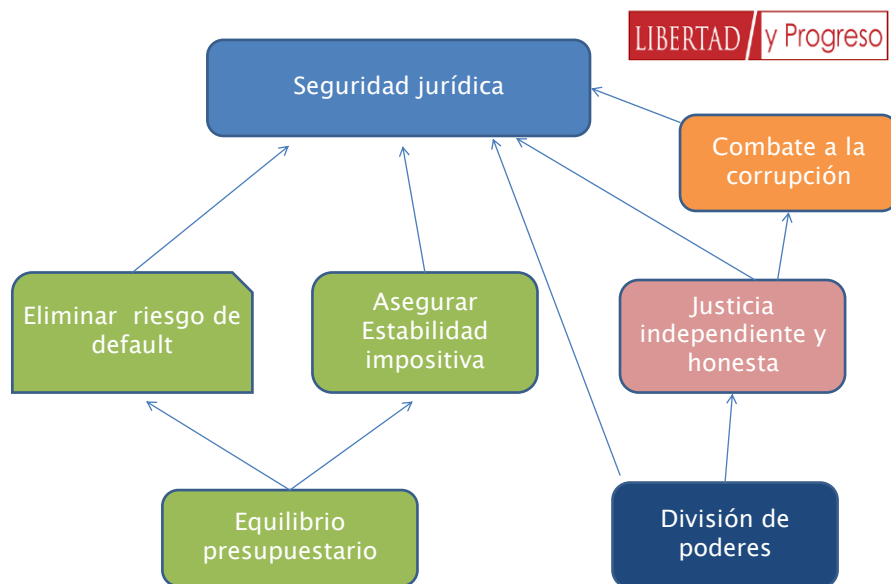 LIBERTAD y Progreso
Seguridad jurídica
Combate a la
corrupción
Eliminar riesgo de
default
Asegurar
Estabilidad
impositiva
Justicia
independiente y
honesta
Equilibrio
presupuestario
División de
poderes